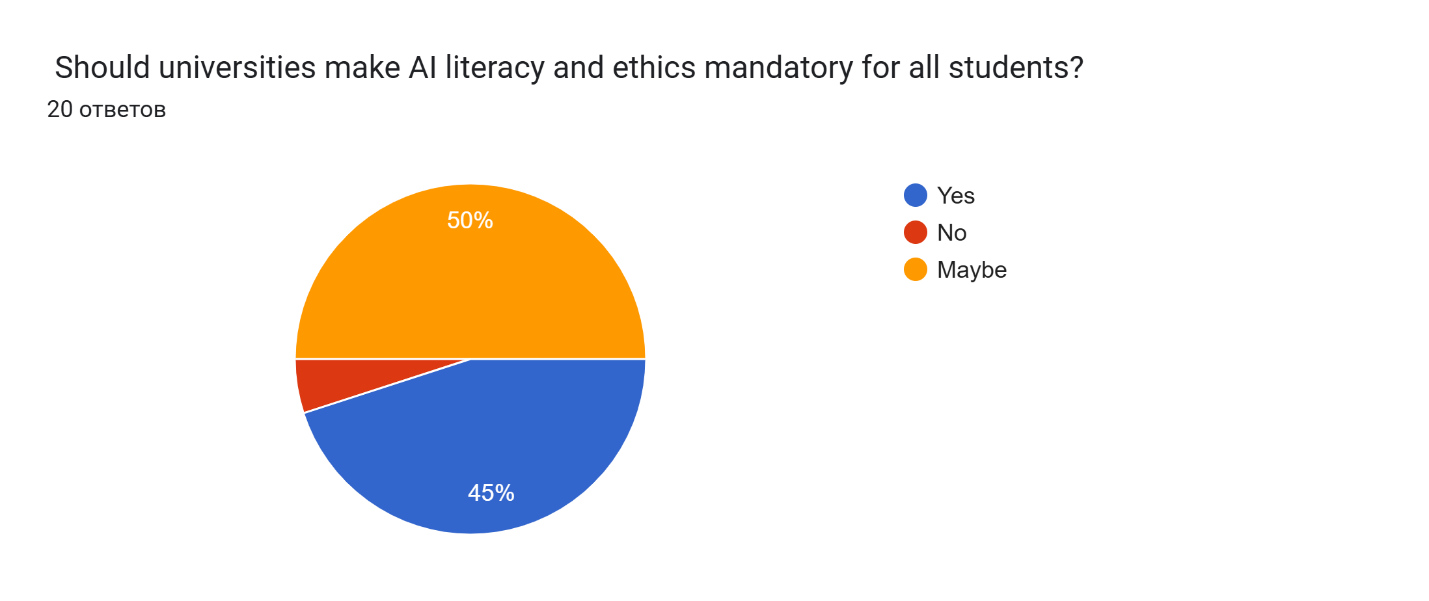 Should universities make AI literacy and ethics mandatory for all students?
20 ответов
50%
45%
Yes
No
Maybe